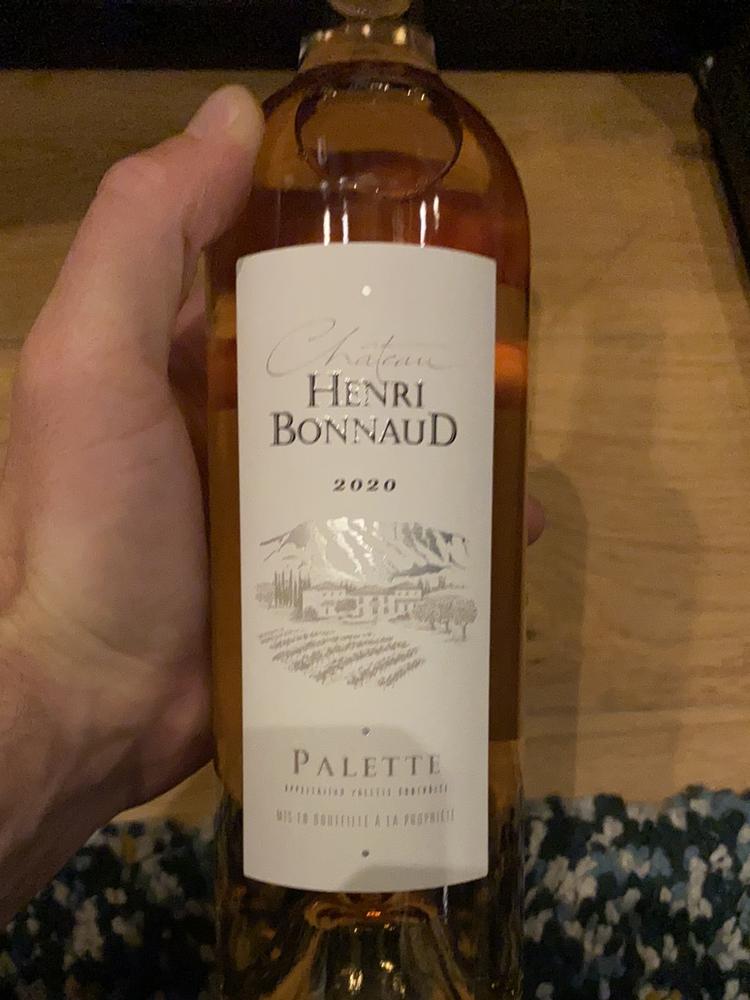 Château
HENRI
BONNAUD
2020
PALETTE
APPELLATION PALETTE CONTRÔLÉE
MIS EN BOUTEILLE À LA PROPRIÉTÉ